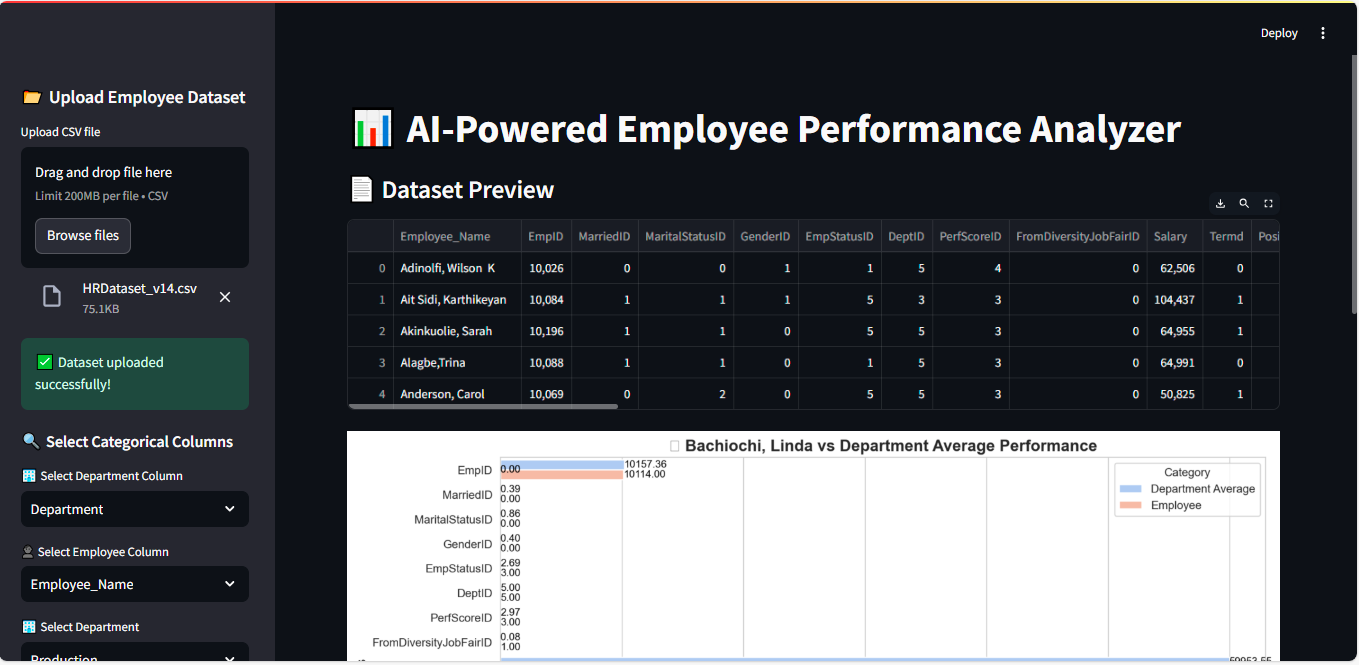 Deploy
📂 Upload Employee Dataset
Upload CSV file
Drag and drop file here
Limit 200MB per file • CSV
Browse files
HRDataset_v14.csv
75.1KB
✅ Dataset uploaded
successfully!
🔍 Select Categorical Columns
🏢 Select Department Column
Department
👤 Select Employee Column
Employee_Name
🏢 Select Department
Production
📊 AI-Powered Employee Performance Analyzer
📄 Dataset Preview
Employee_Name EmpID MarriedID MaritalStatusID GenderID EmpStatusID DeptID PerfScoreID FromDiversityJobFairID Salary Termd Posi
0 Adinolfi, Wilson  K 10,026 0 0 1 1 5 4 0 62,506 0
1 Ait Sidi, Karthikeyan 10,084 1 1 1 5 3 3 0 104,437 1
2 Akinkuolie, Sarah 10,196 1 1 0 5 5 3 0 64,955 1
3 Alagbe,Trina 10,088 1 1 0 1 5 3 0 64,991 0
4 Anderson, Carol 10,069 0 2 0 5 5 3 0 50,825 1
Bachiochi, Linda vs Department Average Performance
Category
Department Average
Employee
EmpID 0.00 10157.36
10114.00
MarriedID 0.39
0.00
MaritalStatusID 0.86
0.00
GenderID 0.40
0.00
EmpStatusID 2.69
3.00
DeptID 5.00
5.00
PerfScoreID 2.97
3.00
FromDiversityJobFairID 0.08
1.00